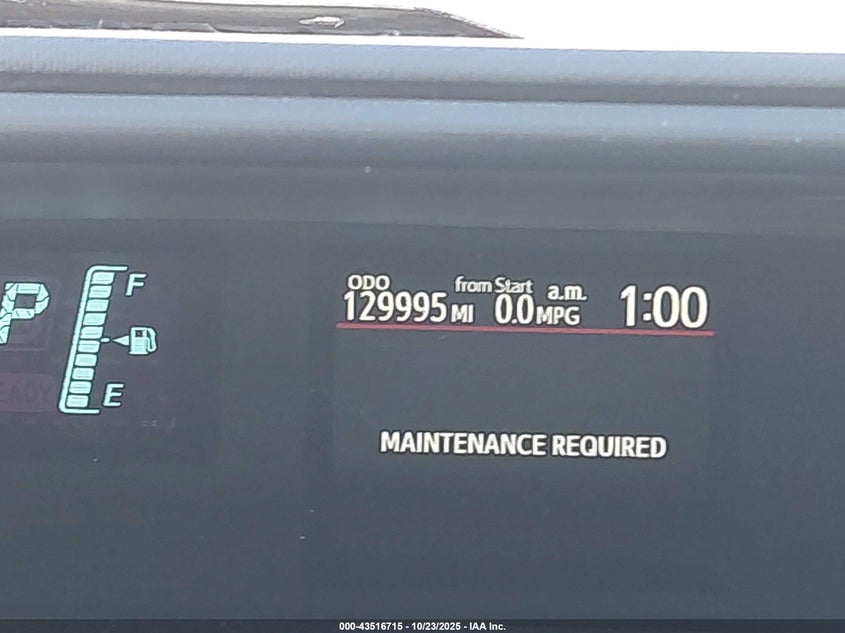 ODO from Start a.m.
129995 MI 0.0 MPG 1:00
P F
E
MAINTENANCE REQUIRED
000-43516715 - 10/23/2025 - IAA Inc.